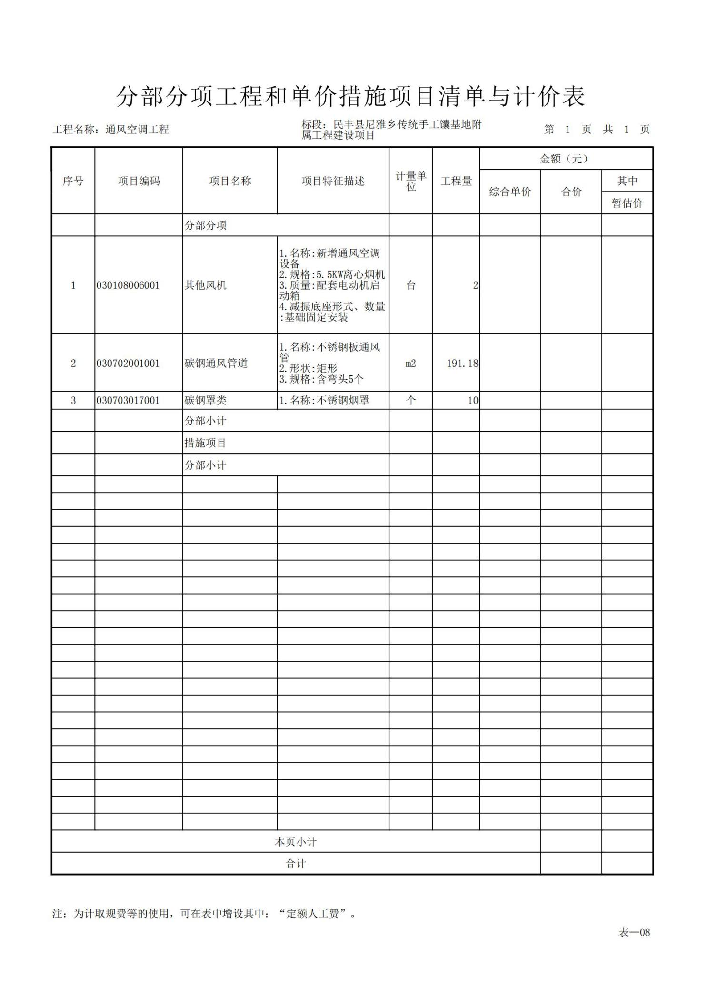 分部分项工程和单价措施项目清单与计价表
工程名称：通风空调工程
标段：民丰县尼雅乡传统手工馕基地附
属工程建设项目
第 1 页 共 1 页
序号
项目编码
项目名称
项目特征描述
计量单
位
工程量
金额（元）
综合单价
合价
其中
暂估价
分部分项
1
030108006001
其他风机
1.名称:新增通风空调
设备
2.规格:5.5KW离心烟机
3.质量:配套电动机启
动箱
4.减振底座形式、数量
:基础固定安装
台
2
2
030702001001
碳钢通风管道
1.名称:不锈钢板通风
管
2.形状:矩形
3.规格:含弯头5个
m2
191.18
3
030703017001
碳钢罩类
1.名称:不锈钢烟罩
个
10
分部小计
措施项目
分部小计
本页小计
合计
注：为计取规费等的使用，可在表中增设其中：“定额人工费”。
表—08